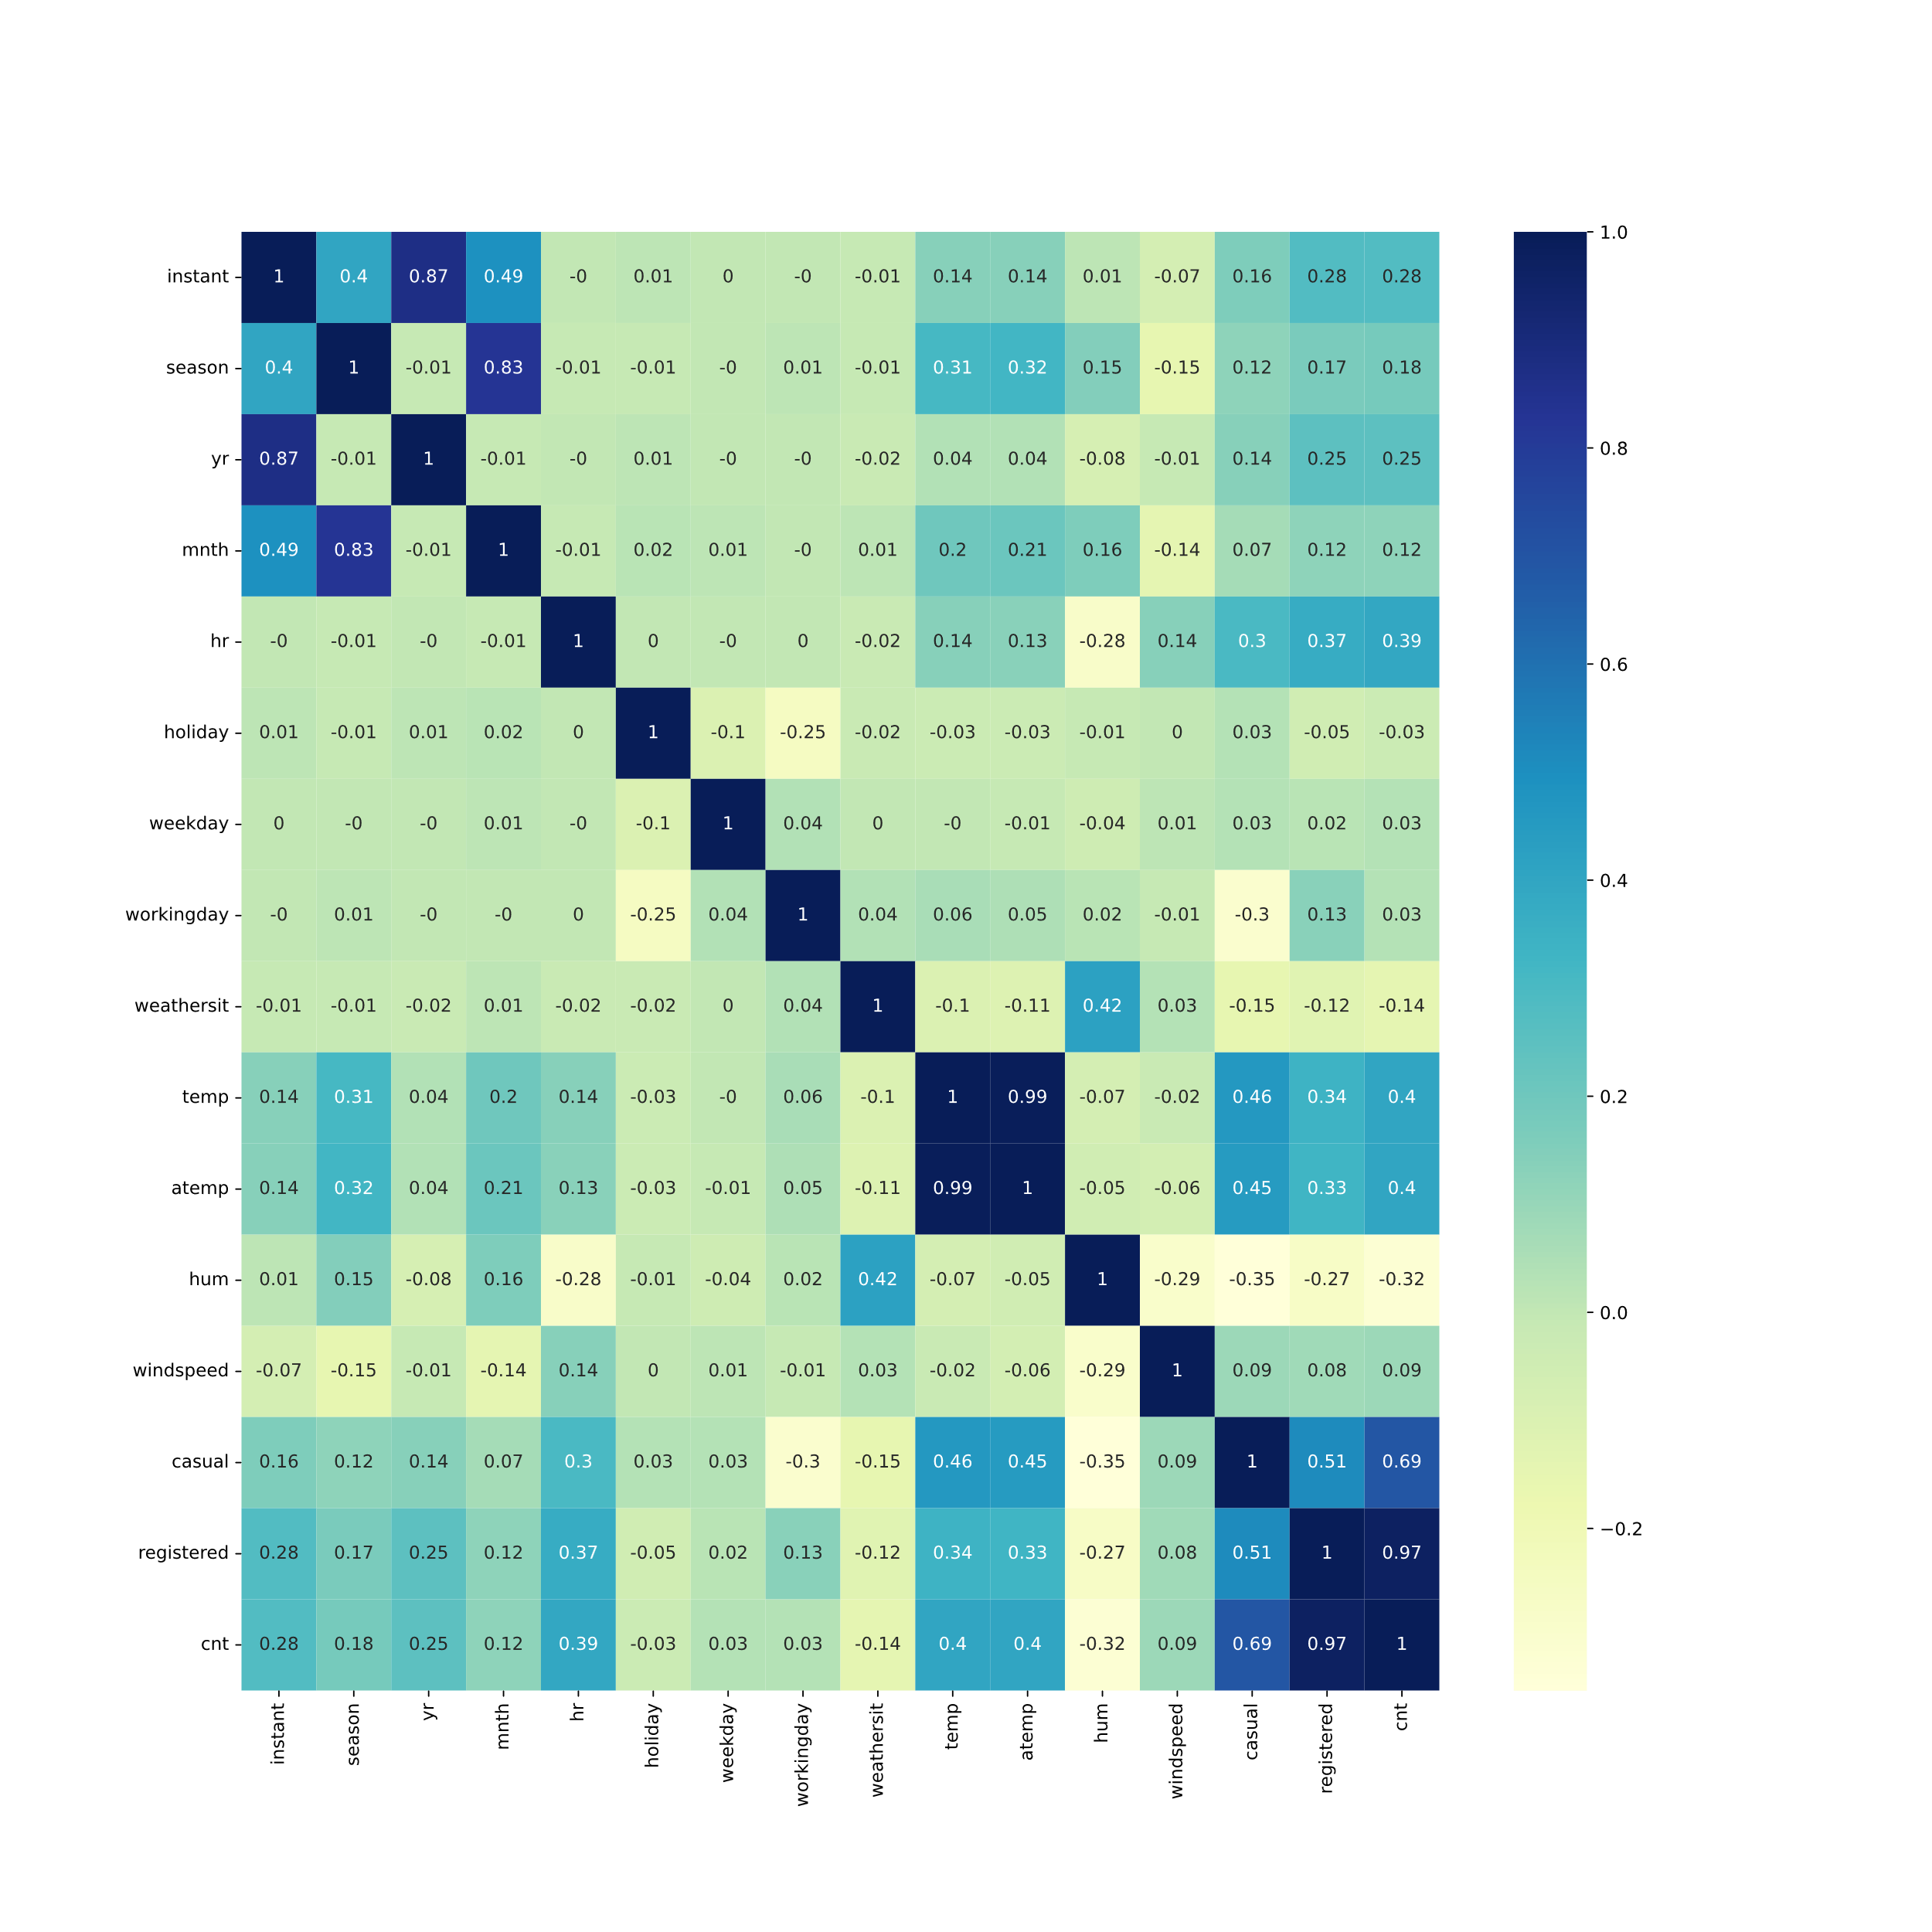 instant 1 0.4 0.87 0.49 -0 0.01 0 -0 -0.01 0.14 0.14 0.01 -0.07 0.16 0.28 0.28
season 0.4 1 -0.01 0.83 -0.01 -0.01 -0 0.01 -0.01 0.31 0.32 0.15 -0.15 0.12 0.17 0.18
yr 0.87 -0.01 1 -0.01 -0 0.01 -0 -0 -0.02 0.04 0.04 -0.08 -0.01 0.14 0.25 0.25
mnth 0.49 0.83 -0.01 1 -0.01 0.02 0.01 -0 0.01 0.2 0.21 0.16 -0.14 0.07 0.12 0.12
hr -0 -0.01 -0 -0.01 1 0 -0 0 -0.02 0.14 0.13 -0.28 0.14 0.3 0.37 0.39
holiday 0.01 -0.01 0.01 0.02 0 1 -0.1 -0.25 -0.02 -0.03 -0.03 -0.01 0 0.03 -0.05 -0.03
weekday 0 -0 -0 0.01 -0 -0.1 1 0.04 0 -0 -0.01 -0.04 0.01 0.03 0.02 0.03
workingday -0 0.01 -0 -0 0 -0.25 0.04 1 0.04 0.06 0.05 0.02 -0.01 -0.3 0.13 0.03
weathersit -0.01 -0.01 -0.02 0.01 -0.02 -0.02 0 0.04 1 -0.1 -0.11 0.42 0.03 -0.15 -0.12 -0.14
temp 0.14 0.31 0.04 0.2 0.14 -0.03 -0 0.06 -0.1 1 0.99 -0.07 -0.02 0.46 0.34 0.4
atemp 0.14 0.32 0.04 0.21 0.13 -0.03 -0.01 0.05 -0.11 0.99 1 -0.05 -0.06 0.45 0.33 0.4
hum 0.01 0.15 -0.08 0.16 -0.28 -0.01 -0.04 0.02 0.42 -0.07 -0.05 1 -0.29 -0.35 -0.27 -0.32
windspeed -0.07 -0.15 -0.01 -0.14 0.14 0 0.01 -0.01 0.03 -0.02 -0.06 -0.29 1 0.09 0.08 0.09
casual 0.16 0.12 0.14 0.07 0.3 0.03 0.03 -0.3 -0.15 0.46 0.45 -0.35 0.09 1 0.51 0.69
registered 0.28 0.17 0.25 0.12 0.37 -0.05 0.02 0.13 -0.12 0.34 0.33 -0.27 0.08 0.51 1 0.97
cnt 0.28 0.18 0.25 0.12 0.39 -0.03 0.03 0.03 -0.14 0.4 0.4 -0.32 0.09 0.69 0.97 1
instant season yr mnth hr holiday weekday workingday weathersit temp atemp hum windspeed casual registered cnt
1.0
0.8
0.6
0.4
0.2
0.0
−0.2